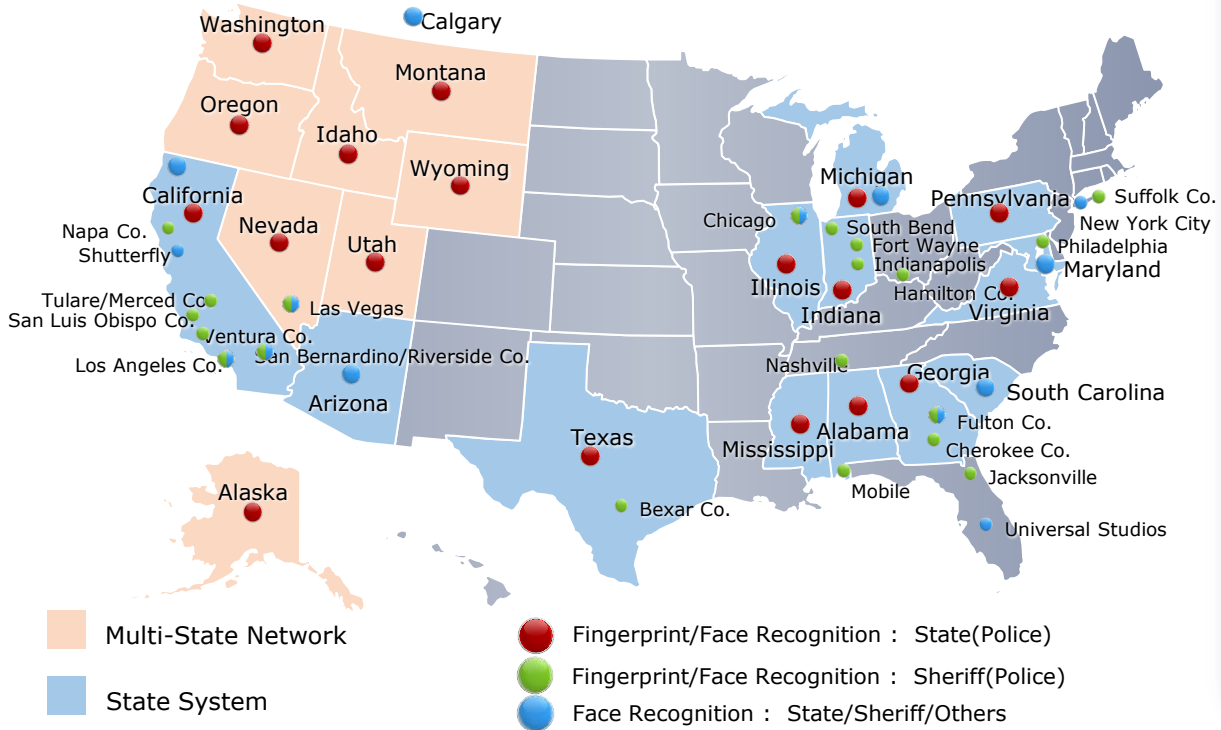 Washington
Calgary
Montana
Oregon
Idaho
Wyoming
California
Napa Co.
Shutterfly
Nevada
Utah
Tulare/Merced Co
San Luis Obispo Co.
Ventura Co.
Las Vegas
Los Angeles Co.
San Bernardino/Riverside Co.
Arizona
Michigan
Chicago
South Bend
Fort Wayne
Indianapolis
Illinois
Indiana
Hamilton Co.
Pennsylvania
Suffolk Co.
New York City
Philadelphia
Maryland
Virginia
Nashville
Georgia
South Carolina
Fulton Co.
Cherokee Co.
Mississippi
Alabama
Texas
Bexar Co.
Mobile
Jacksonville
Universal Studios
Alaska
Multi-State Network
State System
Fingerprint/Face Recognition : State(Police)
Fingerprint/Face Recognition : Sheriff(Police)
Face Recognition : State/Sheriff/Others